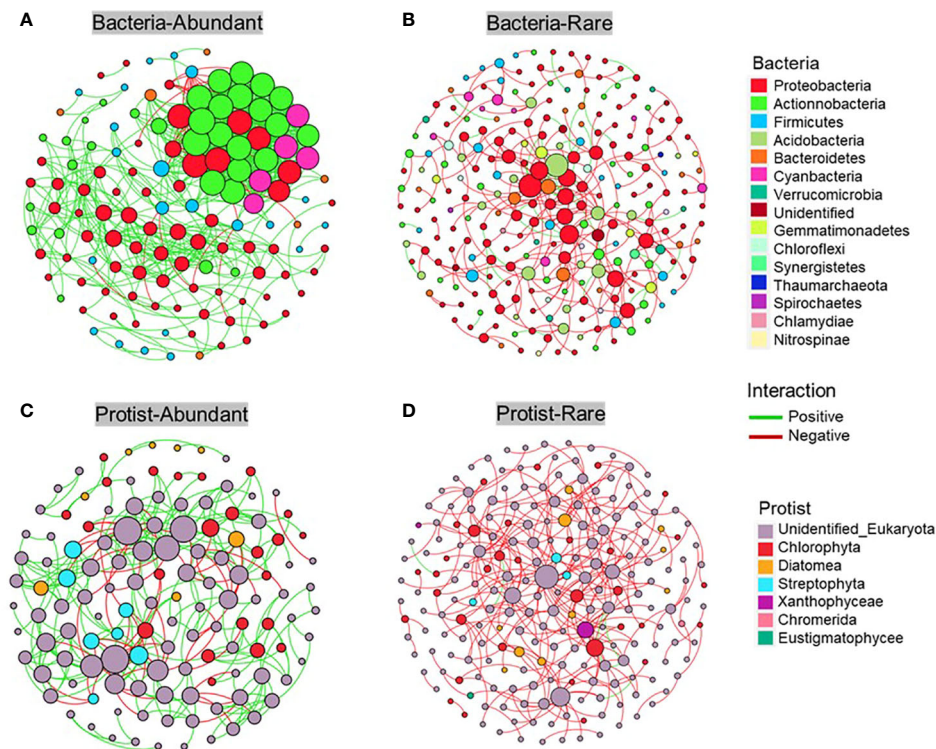 A
Bacteria-Abundant
B
Bacteria-Rare
Bacteria
Proteobacteria
Actionnobacteria
Firmicutes
Acidobacteria
Bacteroidetes
Cyanbacteria
Verrucomicrobia
Unidentified
Gemmatimonadetes
Chloroflexi
Synergistetes
Thaumarchaeota
Spirochaetes
Chlamydiae
Nitrospinae
Interaction
Positive
Negative
C
Protist-Abundant
D
Protist-Rare
Protist
Unidentified_Eukaryota
Chlorophyta
Diatomea
Streptophyta
Xanthophyceae
Chromerida
Eustigmatophycee